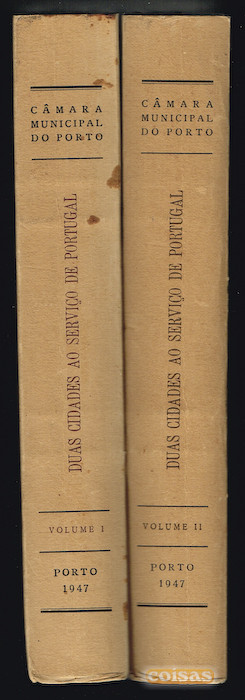 CÂMARA
MUNICIPAL
DO PORTO
DUAS CIDADES AO SERVIÇO DE PORTUGAL
VOLUME I
PORTO
1947
CÂMARA
MUNICIPAL
DO PORTO
DUAS CIDADES AO SERVIÇO DE PORTUGAL
VOLUME II
PORTO
1947
coisas